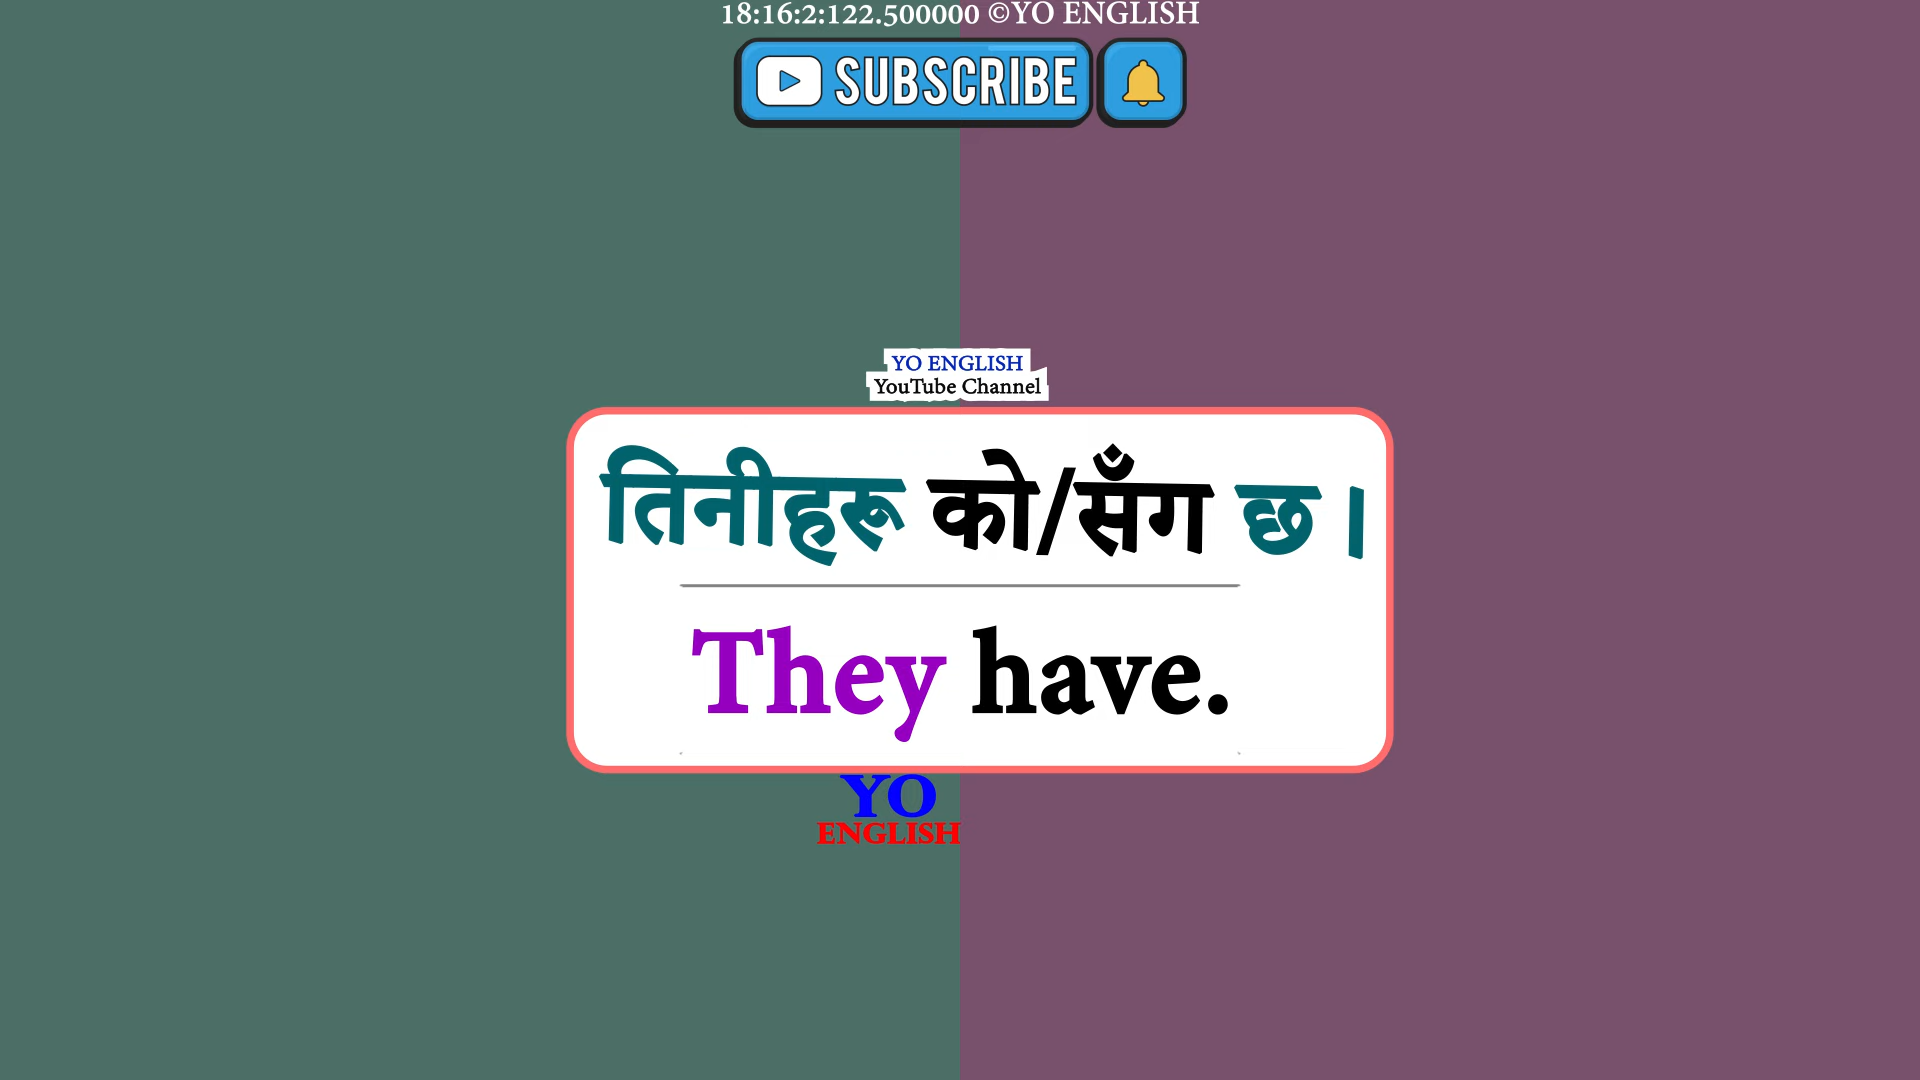 18:16:2:122.500000 ©YO ENGLISH
SUBSCRIBE
YO ENGLISH
YouTube Channel
तिनीहरू को/सँग छ ।
They have.
YO
ENGLISH